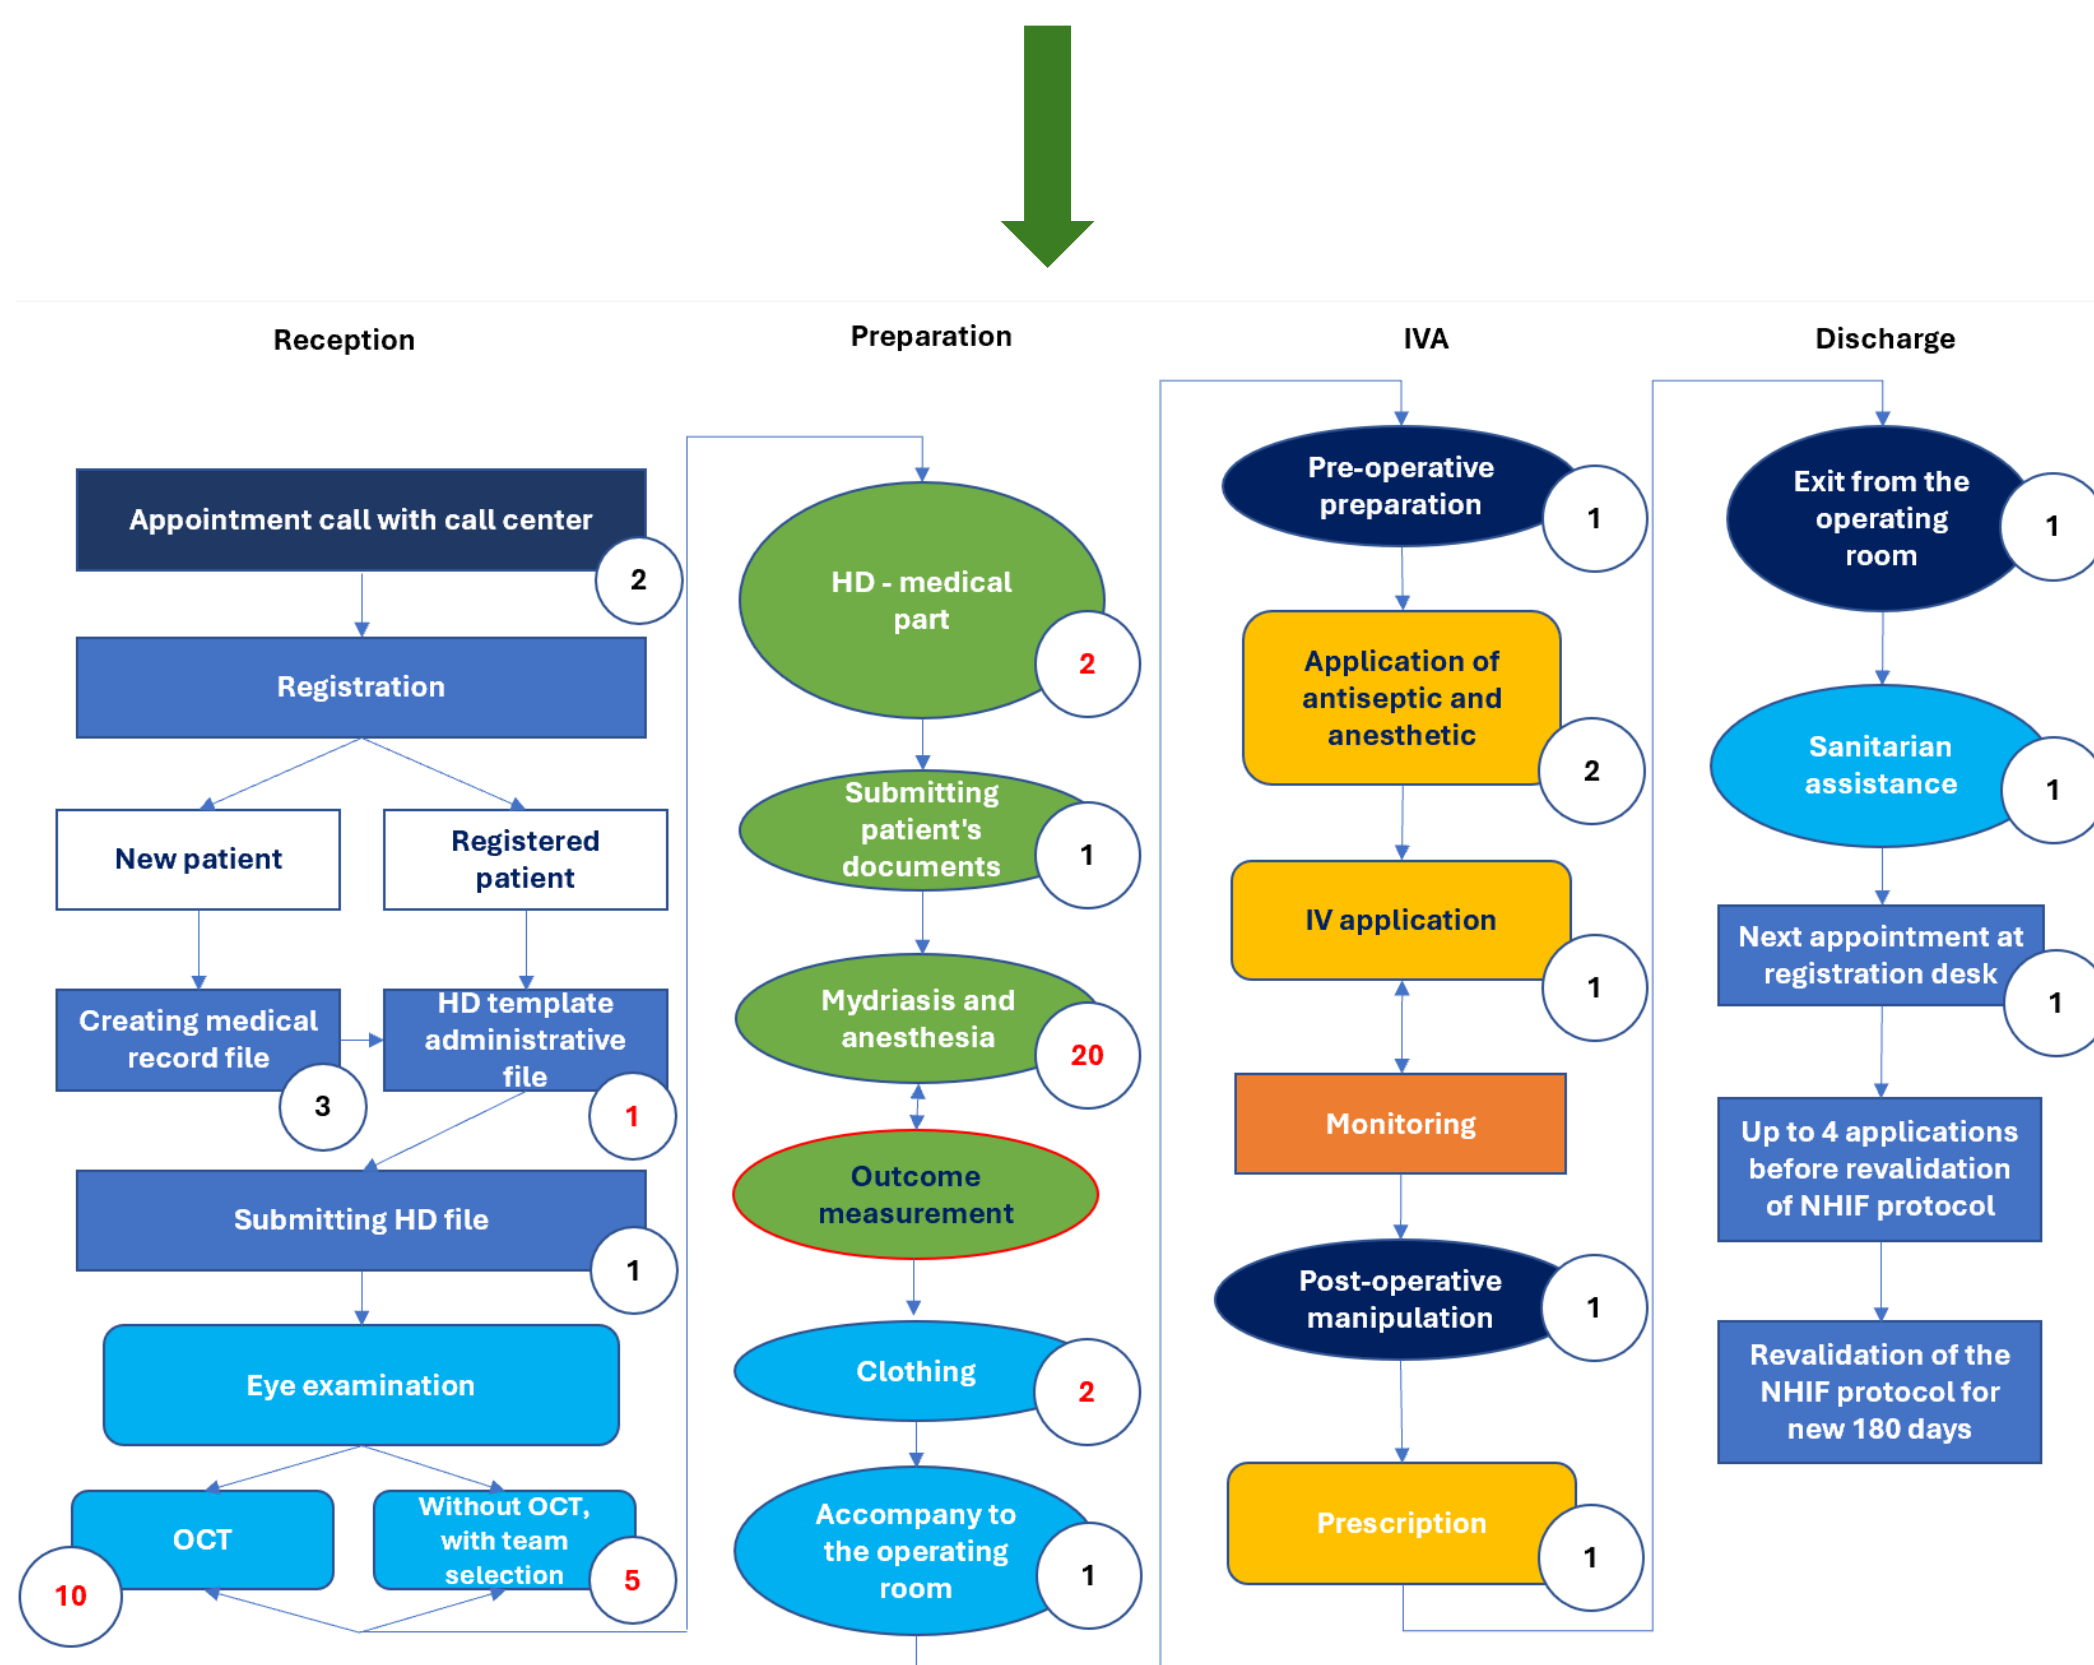 Reception
Appointment call with call center
2
Registration
New patient
Registered
patient
Creating medical
record file
3
HD template
administrative
file
1
Submitting HD file
1
Eye examination
OCT
10
Without OCT,
with team
selection
5
Preparation
HD - medical
part
2
Submitting
patient's
documents
1
Mydriasis and
anesthesia
20
Outcome
measurement
Clothing
2
Accompany to
the operating
room
1
IVA
Pre-operative
preparation
1
Application of
antiseptic and
anesthetic
2
IV application
1
Monitoring
Post-operative
manipulation
1
Prescription
1
Discharge
Exit from the
operating
room
1
Sanitarian
assistance
1
Next appointment at
registration desk
1
Up to 4 applications
before revalidation
of NHIF protocol
Revalidation of the
NHIF protocol for
new 180 days